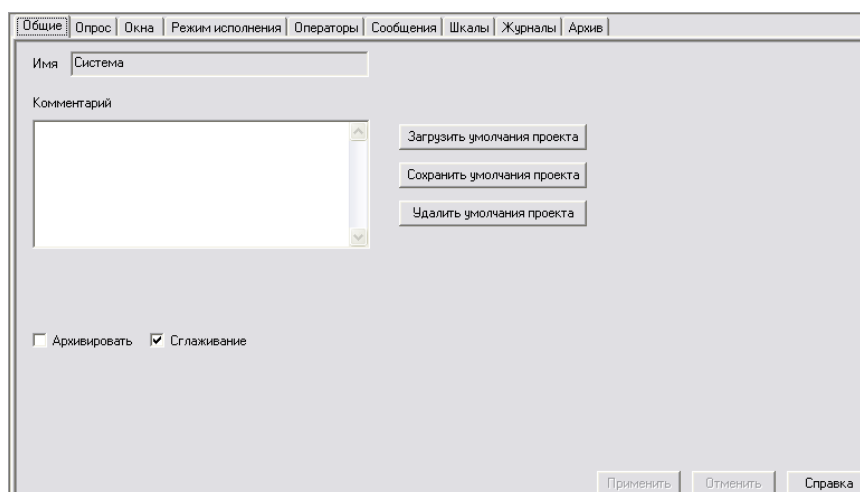 Общие Опрос Окна Режим исполнения Операторы Сообщения Шкалы Журналы Архив
Имя Система
Комментарий
Загрузить умолчания проекта
Сохранить умолчания проекта
Удалить умолчания проекта
Архивировать Сглаживание
Применить Отменить Справка